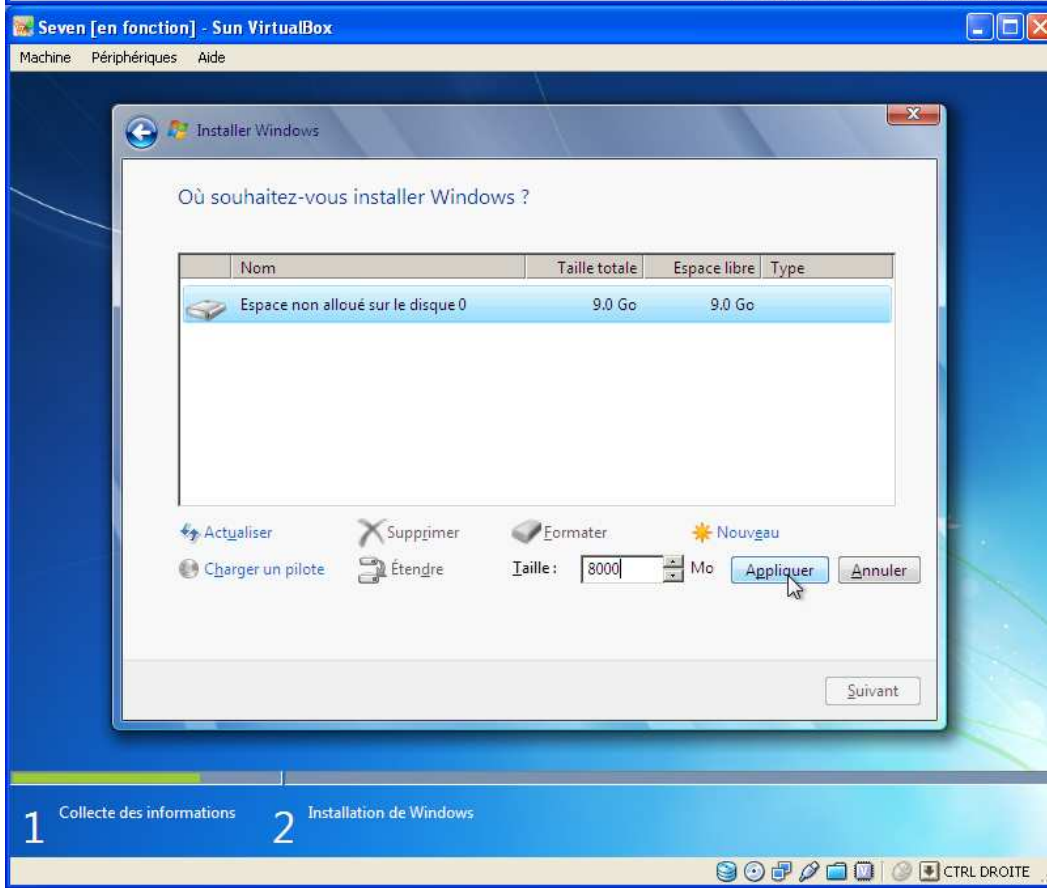 Seven [en fonction] - Sun VirtualBox
Machine Périphériques Aide
Installer Windows
Où souhaitez-vous installer Windows ?
Nom Taille totale Espace libre Type
Espace non alloué sur le disque 0 9.0 Go 9.0 Go
Actualiser Supprimer Formater Nouveau
Charger un pilote Étendre Taille : 8000 Mo Appliquer Annuler
Suivant
1 Collecte des informations 2 Installation de Windows
CTRL DROITE